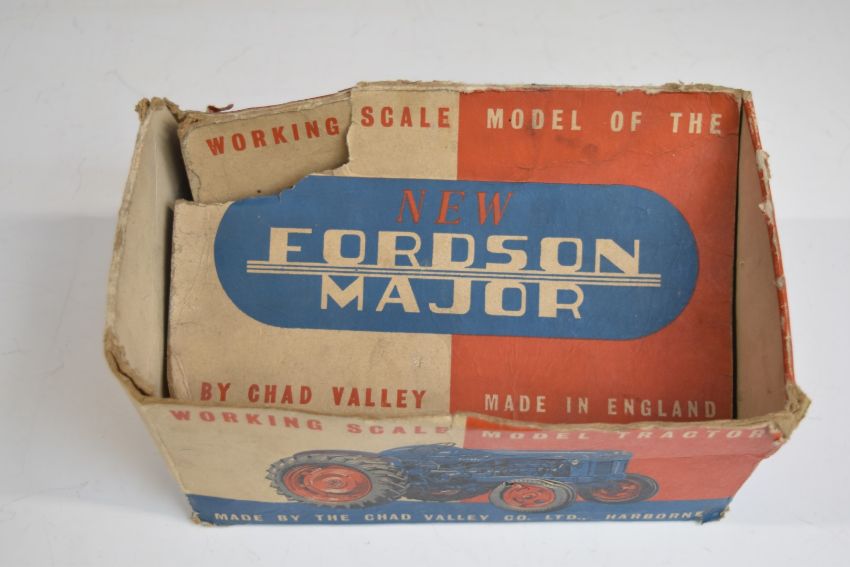 WORKING SCALE MODEL OF THE
NEW
FORDSON
MAJOR
BY CHAD VALLEY MADE IN ENGLAND
WORKING SCALE MODEL TRACTOR
MADE BY THE CHAD VALLEY CO. LTD., HARBORNE